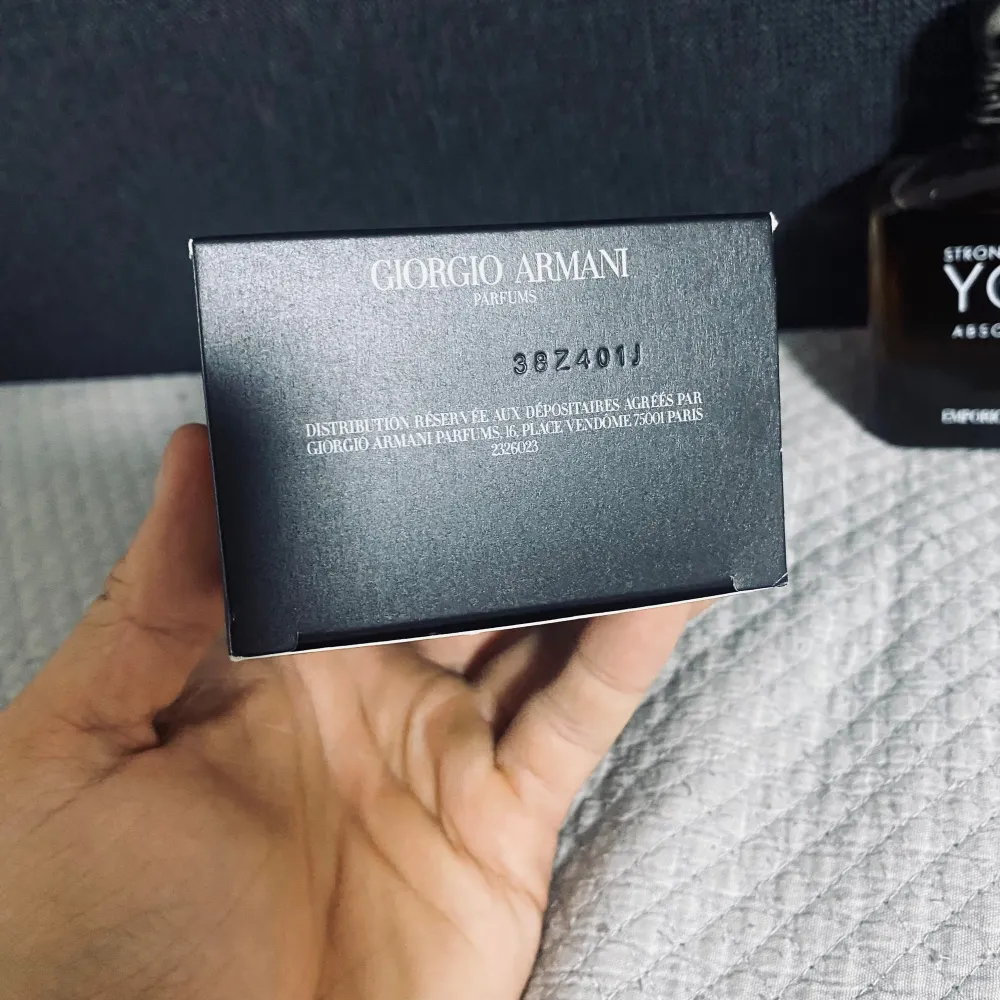 GIORGIO ARMANI
PARFUMS
38Z401J
DISTRIBUTION RÉSERVÉE AUX DÉPOSITAIRES AGRÉÉS PAR
GIORGIO ARMANI PARFUMS, 16, PLACE VENDÔME 75001 PARIS
2326023
STRON
YO
ABSO
EMPORIO